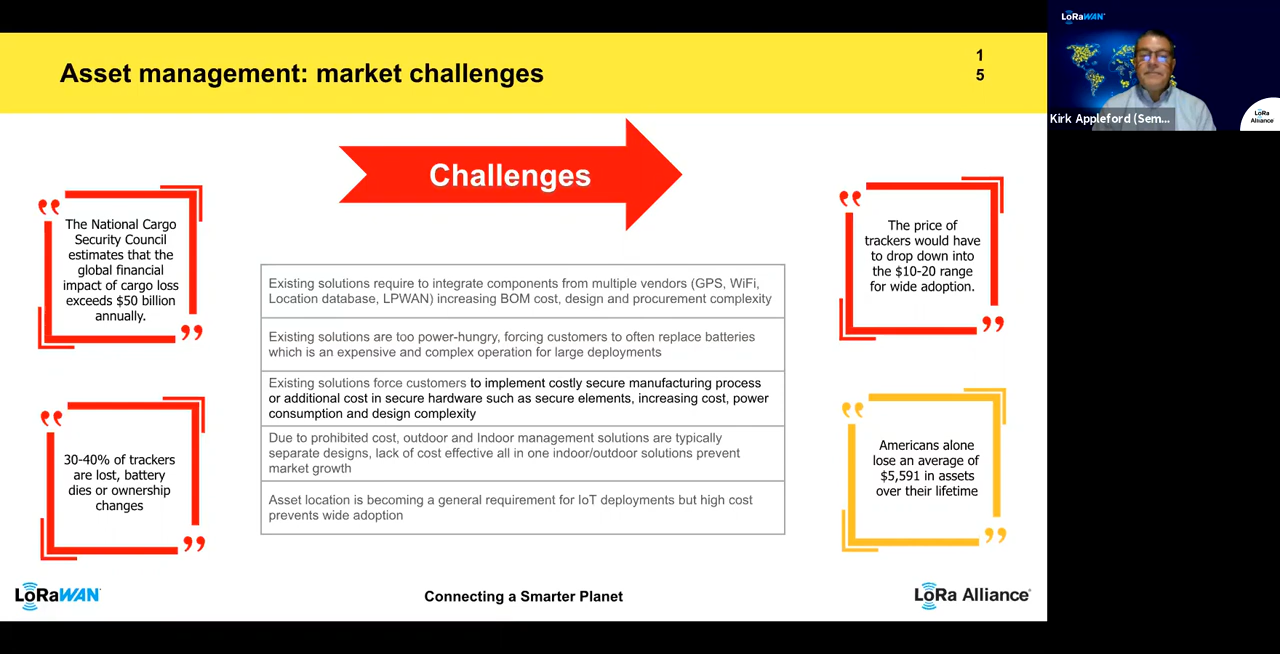 Asset management: market challenges
1
5
Challenges
The National Cargo
Security Council
estimates that the
global financial
impact of cargo loss
exceeds $50 billion
annually.
30-40% of trackers
are lost, battery
dies or ownership
changes
Existing solutions require to integrate components from multiple vendors (GPS, WiFi,
Location database, LPWAN) increasing BOM cost, design and procurement complexity
Existing solutions are too power-hungry, forcing customers to often replace batteries
which is an expensive and complex operation for large deployments
Existing solutions force customers to implement costly secure manufacturing process
or additional cost in secure hardware such as secure elements, increasing cost, power
consumption and design complexity
Due to prohibited cost, outdoor and Indoor management solutions are typically
separate designs, lack of cost effective all in one indoor/outdoor solutions prevent
market growth
Asset location is becoming a general requirement for IoT deployments but high cost
prevents wide adoption
The price of
trackers would have
to drop down into
the $10-20 range
for wide adoption.
Americans alone
lose an average of
$5,591 in assets
over their lifetime
LoRaWAN
Connecting a Smarter Planet
LoRa Alliance
LoRaWAN
Kirk Appleford (Sem...
LoRa
Alliance